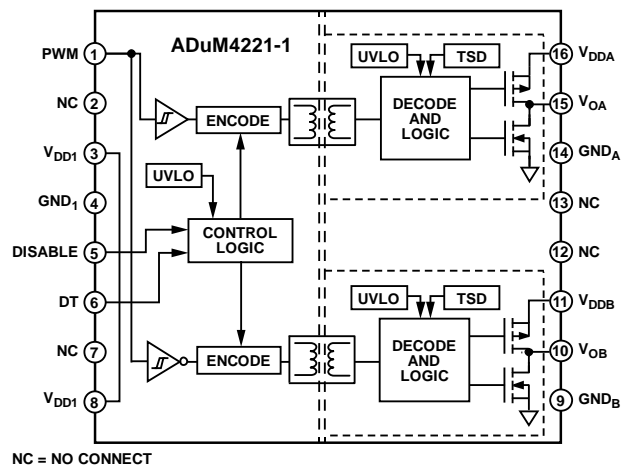 ADuM4221-1
PWM 1
NC 2
VDD1 3
GND1 4
DISABLE 5
DT 6
NC 7
VDD1 8
ENCODE
UVLO
CONTROL
LOGIC
ENCODE
UVLO
TSD
DECODE
AND
LOGIC
UVLO
TSD
DECODE
AND
LOGIC
16 VDDA
15 VOA
14 GNDA
13 NC
12 NC
11 VDDB
10 VOB
9 GNDB
NC = NO CONNECT